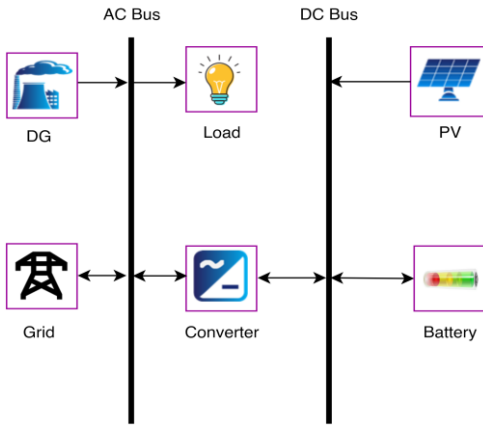 AC Bus
DC Bus
DG
Load
PV
Grid
Converter
Battery